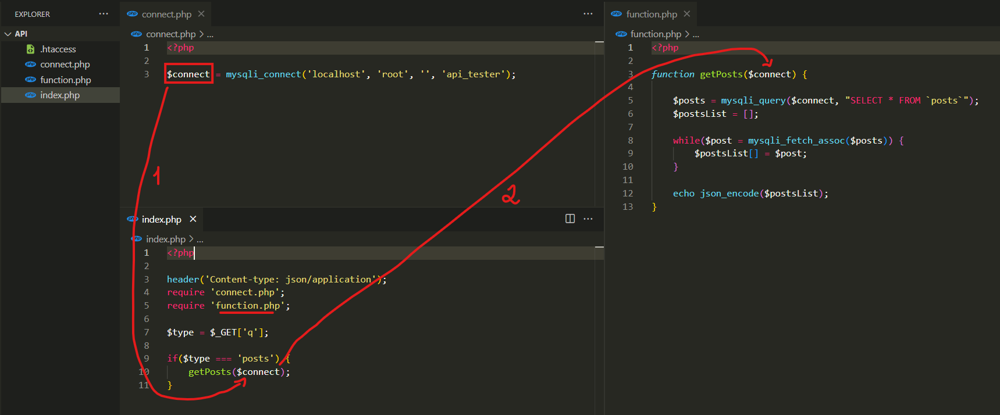 EXPLORER ...
API
.htaccess
connect.php
function.php
index.php
connect.php
...
connect.php > ...
1 <?php
2
3 $connect = mysqli_connect('localhost', 'root', '', 'api_tester');
1
index.php
...
index.php > ...
1 <?php
2
3 header('Content-type: json/application');
4 require 'connect.php';
5 require 'function.php';
6
7 $type = $_GET['q'];
8
9 if($type === 'posts') {
10 getPosts($connect);
11 }
2
function.php
function.php > ...
1 <?php
2
3 function getPosts($connect) {
4
5 $posts = mysqli_query($connect, "SELECT * FROM `posts`");
6 $postsList = [];
7
8 while($post = mysqli_fetch_assoc($posts)) {
9 $postsList[] = $post;
10 }
11
12 echo json_encode($postsList);
13 }